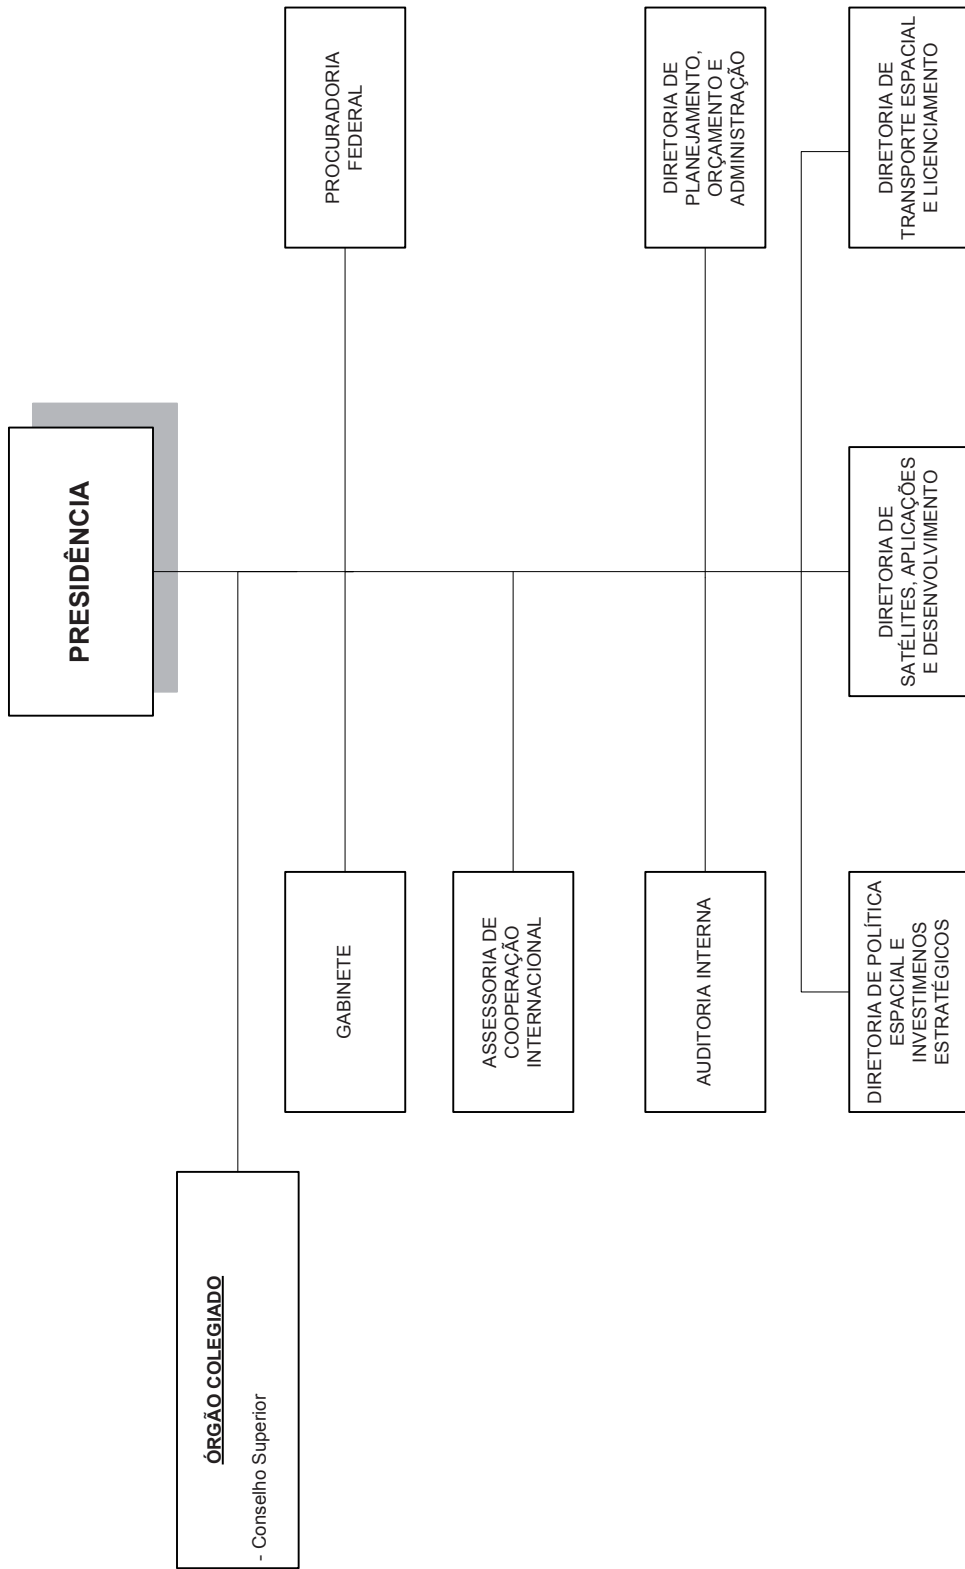 PRESIDÊNCIA
ÓRGÃO COLEGIADO
- Conselho Superior
GABINETE
PROCURADORIA
FEDERAL
ASSESSORIA DE
COOPERAÇÃO
INTERNACIONAL
AUDITORIA INTERNA
DIRETORIA DE
PLANEJAMENTO,
ORÇAMENTO E
ADMINISTRAÇÃO
DIRETORIA DE POLÍTICA
ESPACIAL E
INVESTIMENOS
ESTRATÉGICOS
DIRETORIA DE
SATÉLITES, APLICAÇÕES
E DESENVOLVIMENTO
DIRETORIA DE
TRANSPORTE ESPACIAL
E LICENCIAMENTO